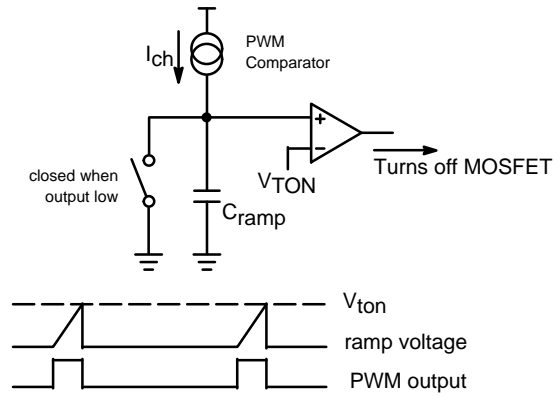 PWM
Comparator
Ich
+
−
closed when
output low
VTON
Turns off MOSFET
Cramp
Vton
ramp voltage
PWM output